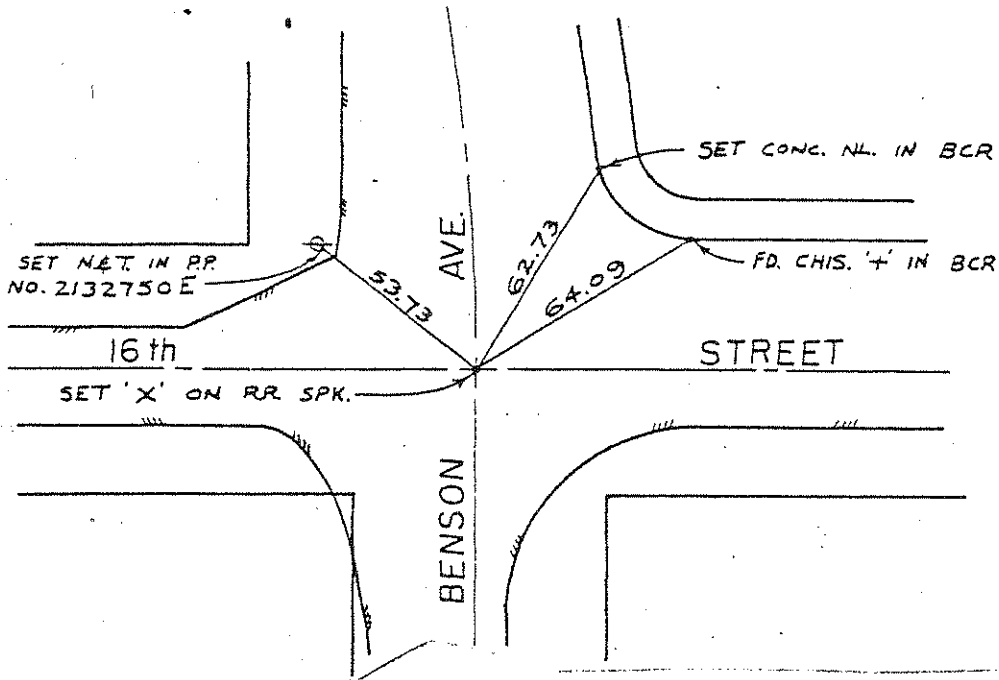 SET CONC. NL. IN BCR
SET N&T. IN P.P.
NO. 2132750E
53.73
AVE.
62.73
64.09
FD. CHIS. '+' IN BCR
16th
STREET
SET 'X' ON RR SPK.
BENSON